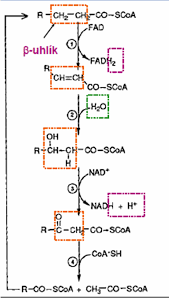 R–CH₂–CH₂–CO–SCoA
β-uhlík
FAD
1
FADH₂
R–CH=CH–CO–SCoA
H₂O
2
OH
R–CH–CH–CO–SCoA
H
NAD⁺
3
NADH + H⁺
O
R–C–CH₂–CO–SCoA
CoA-SH
4
R–CO–SCoA + CH₃–CO–SCoA